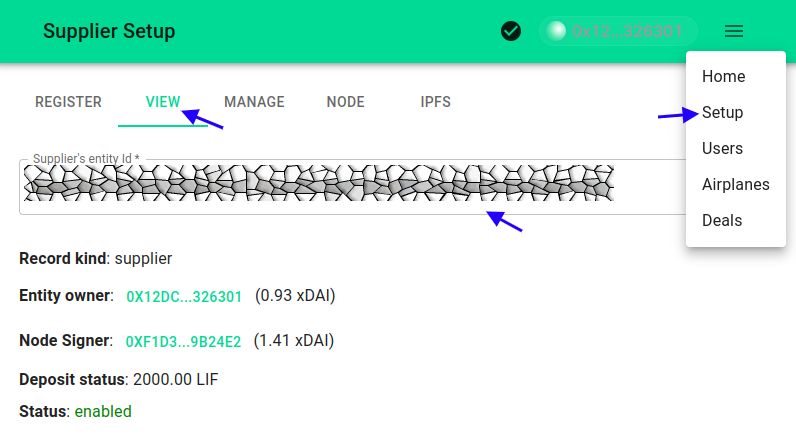 Supplier Setup
0x12...326301
REGISTER VIEW MANAGE NODE IPFS
Home
Setup
Users
Airplanes
Deals
Supplier's entity Id *
Record kind: supplier
Entity owner: 0X12DC...326301 (0.93 xDAI)
Node Signer: 0XF1D3...9B24E2 (1.41 xDAI)
Deposit status: 2000.00 LIF
Status: enabled